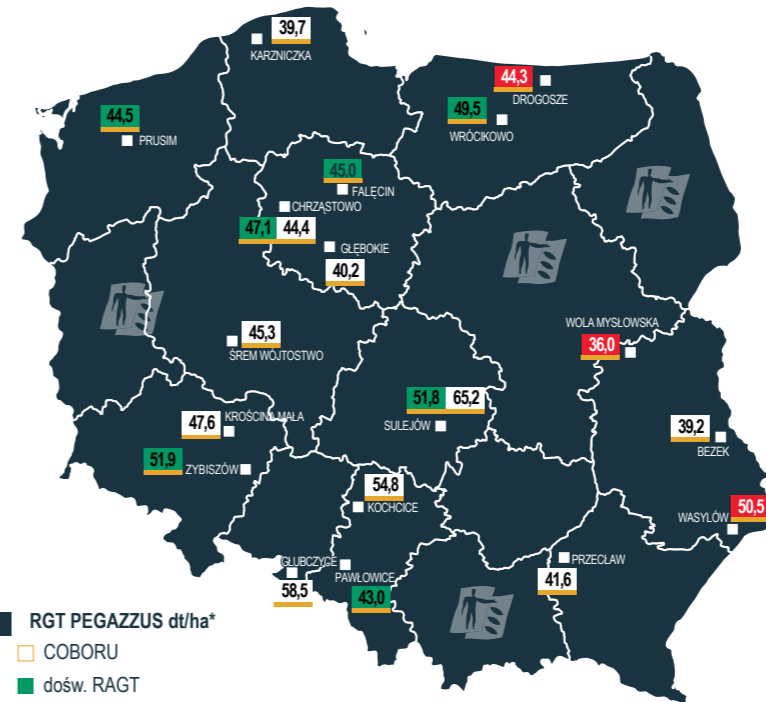 39,7
KARZNICZKA
44,3
DROGOSZE
49,5
WRÓCIKOWO
44,5
PRUSIM
45.0
FALĘCIN
CHRZĄSTOWO
47,1 44,4
GŁĘBOKIE
40,2
45,3
ŚREM WÓJTOSTWO
WOLA MYSŁOWSKA
36,0
51,8 65,2
SULEJÓW
47,6
KROŚCINA MAŁA
39,2
BEZEK
51,9
ZYBISZÓW
54,8
KOCHCICE
50,5
WASYLÓW
GŁUBCZYCE
58,5
PAWŁOWICE
43,0
PRZECŁAW
41,6
RGT PEGAZZUS dt/ha*
COBORU
dośw. RAGT